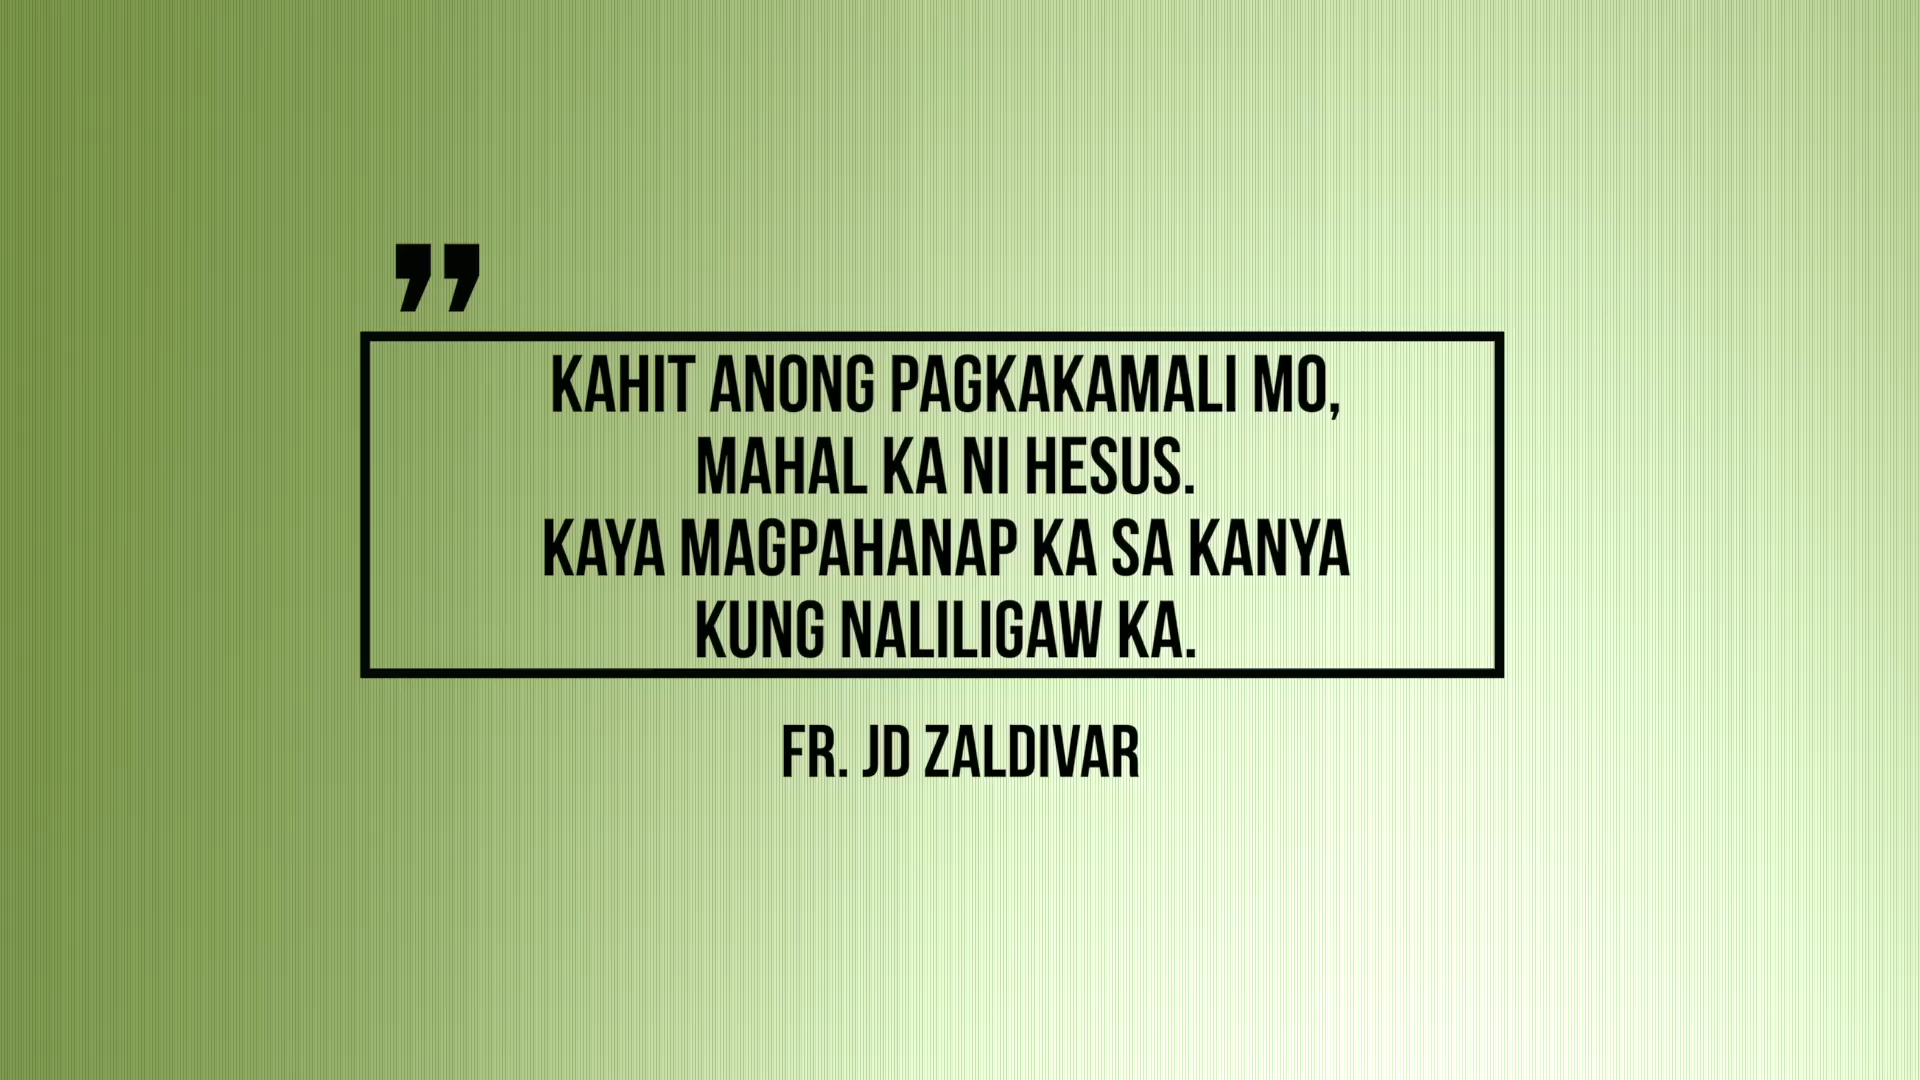 ”
KAHIT ANONG PAGKAKAMALI MO,
MAHAL KA NI HESUS.
KAYA MAGPAHANAP KA SA KANYA
KUNG NALILIGAW KA.
FR. JD ZALDIVAR